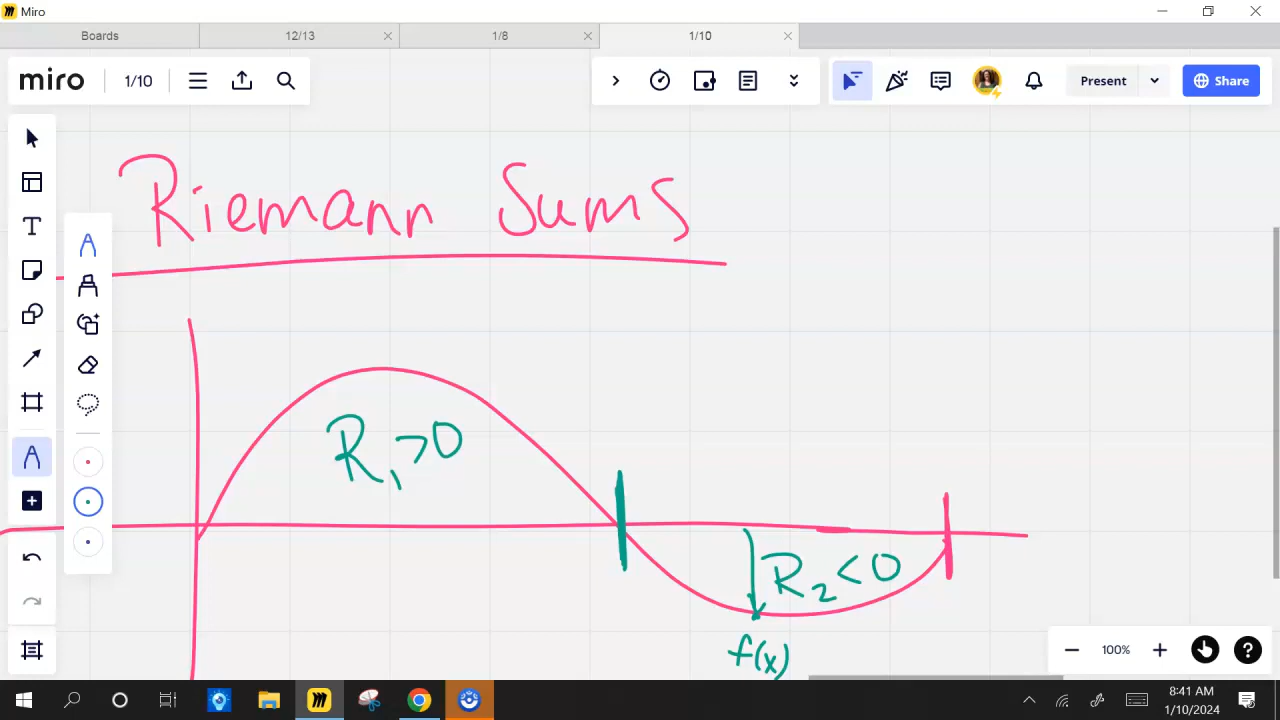 Miro
Boards
12/13
1/8
1/10
miro
1/10
Present
Share
Riemann Sums
R₁>0
R₂<0
f(x)
100%
8:41 AM
1/10/2024